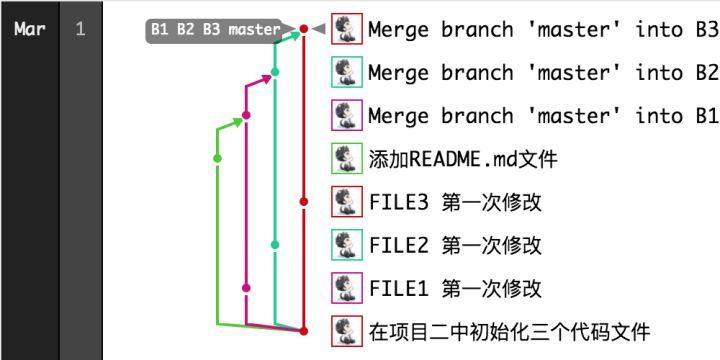 Mar 1 B1 B2 B3 master Merge branch 'master' into B3
Merge branch 'master' into B2
Merge branch 'master' into B1
添加README.md文件
FILE3 第一次修改
FILE2 第一次修改
FILE1 第一次修改
在项目二中初始化三个代码文件